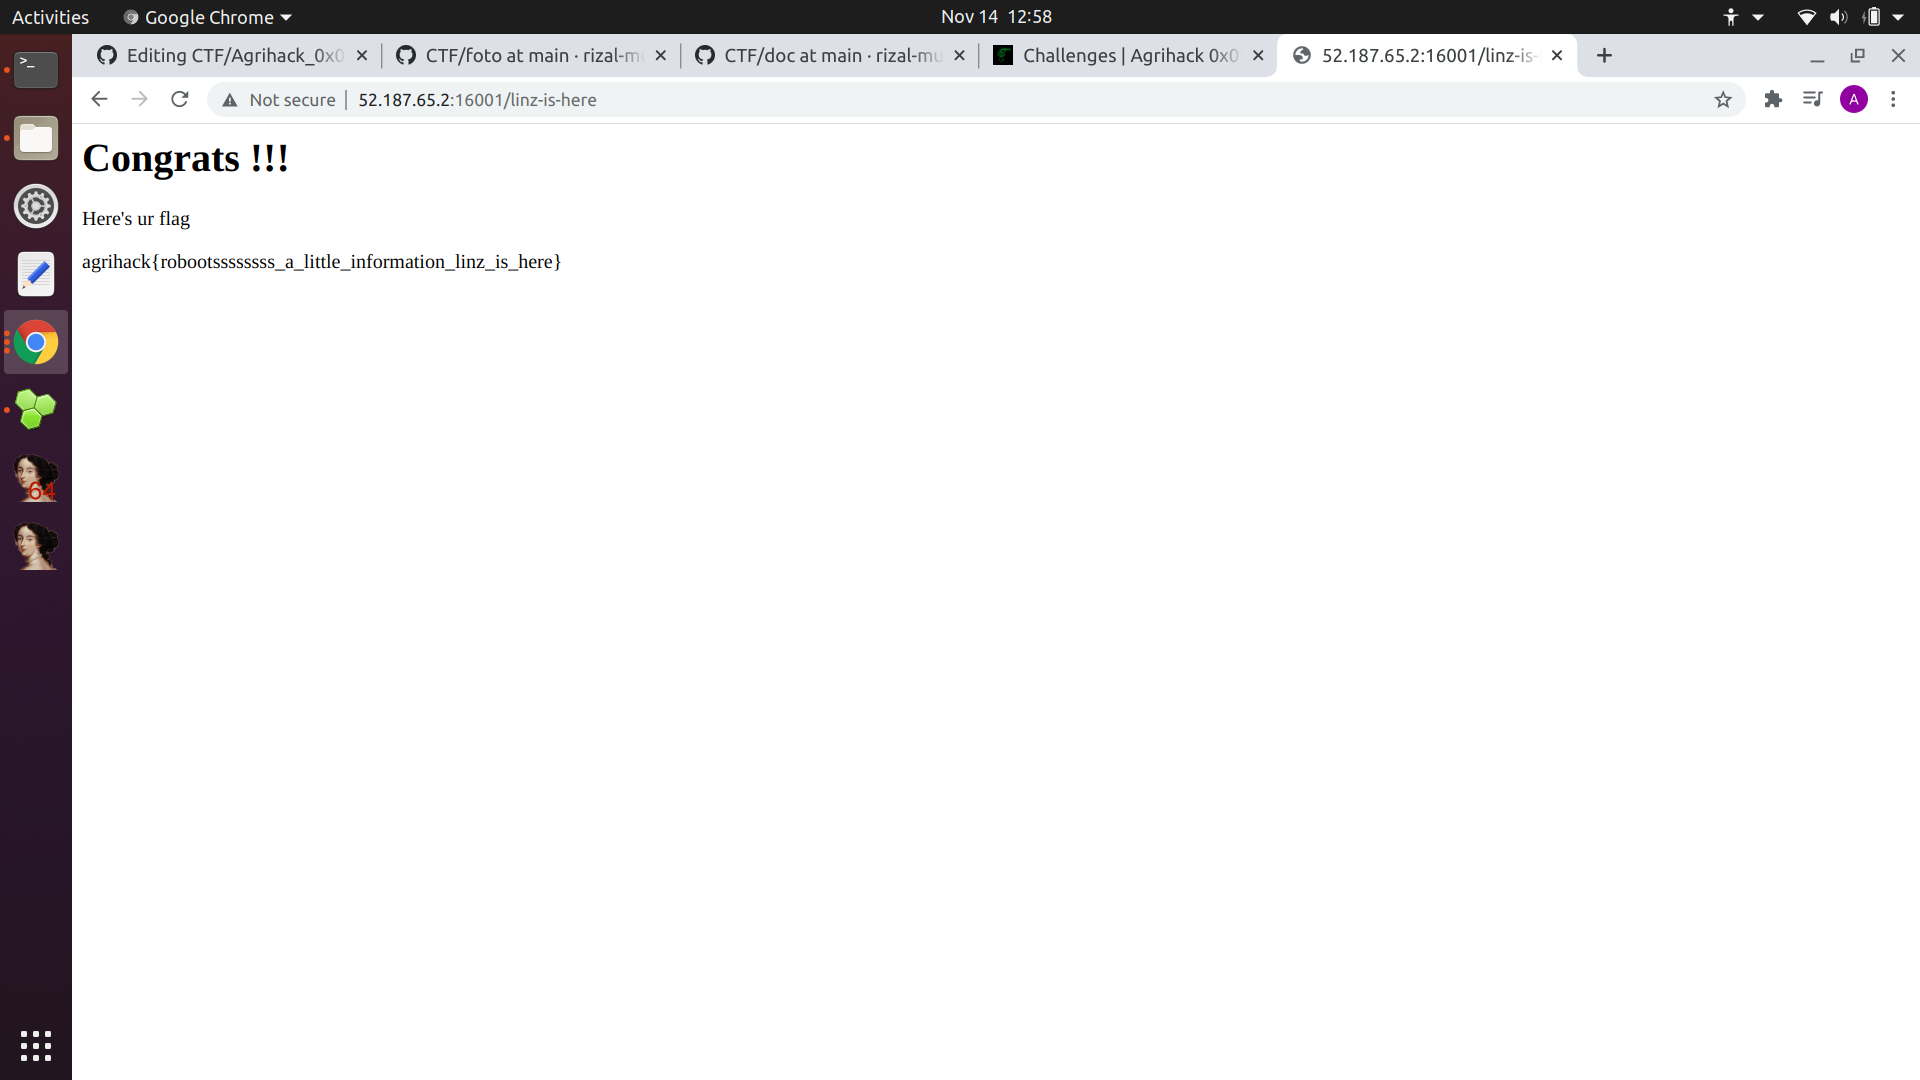 Activities Google Chrome Nov 14 12:58
Editing CTF/Agrihack_0x0 CTF/foto at main · rizal-mu CTF/doc at main · rizal-mu Challenges | Agrihack 0x0 52.187.65.2:16001/linz-is-
Not secure 52.187.65.2:16001/linz-is-here A
>_
Congrats !!!
Here's ur flag
agrihack{robootssssssss_a_little_information_linz_is_here}
64